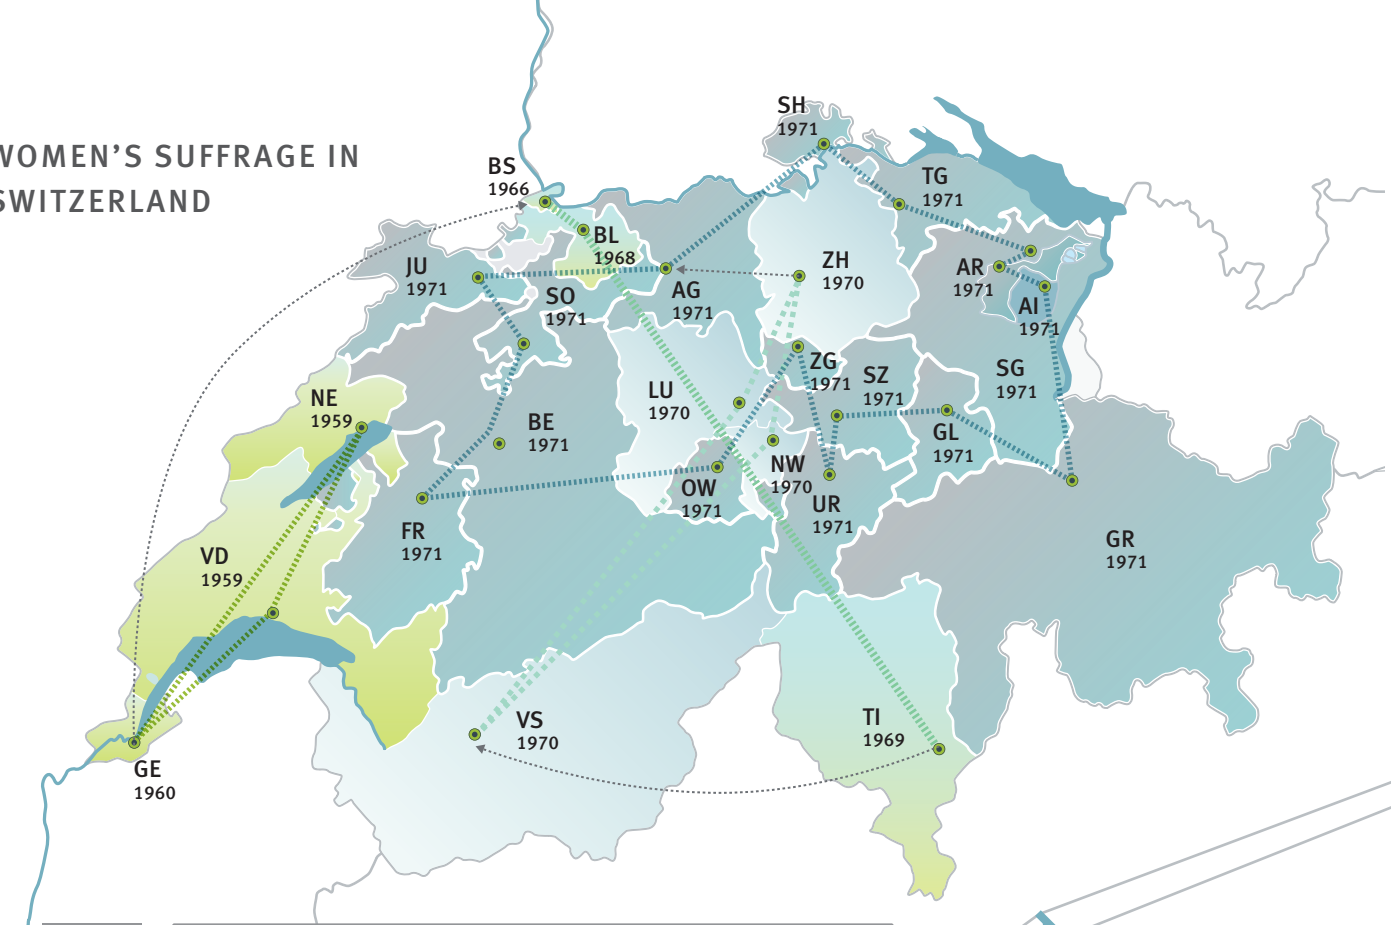 WOMEN'S SUFFRAGE IN
SWITZERLAND
SH
1971
BS
1966
TG
1971
BL
1968
JU
1971
ZH
1970
AR
1971
AG
1971
SO
1971
AI
1971
ZG
1971
SZ
1971
SG
1971
NE
1959
LU
1970
BE
1971
GL
1971
NW
1970
OW
1971
UR
1971
FR
1971
GR
1971
VD
1959
VS
1970
TI
1969
GE
1960